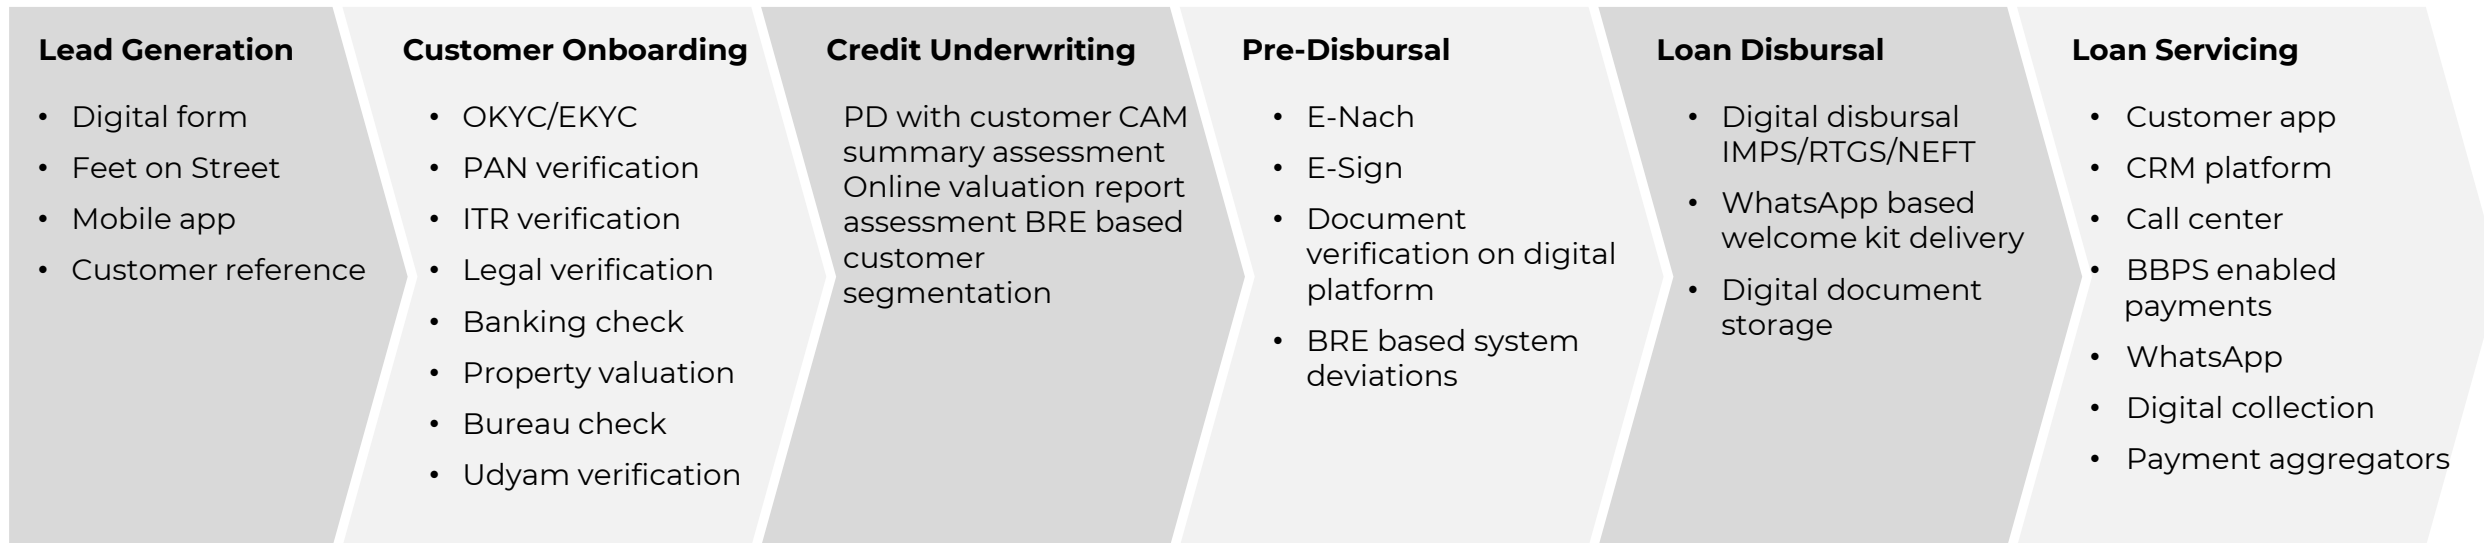 Lead Generation
• Digital form
• Feet on Street
• Mobile app
• Customer reference
Customer Onboarding
• OKYC/EKYC
• PAN verification
• ITR verification
• Legal verification
• Banking check
• Property valuation
• Bureau check
• Udyam verification
Credit Underwriting
PD with customer CAM
summary assessment
Online valuation report
assessment BRE based
customer
segmentation
Pre-Disbursal
• E-Nach
• E-Sign
• Document
verification on digital
platform
• BRE based system
deviations
Loan Disbursal
• Digital disbursal
IMPS/RTGS/NEFT
• WhatsApp based
welcome kit delivery
• Digital document
storage
Loan Servicing
• Customer app
• CRM platform
• Call center
• BBPS enabled
payments
• WhatsApp
• Digital collection
• Payment aggregators